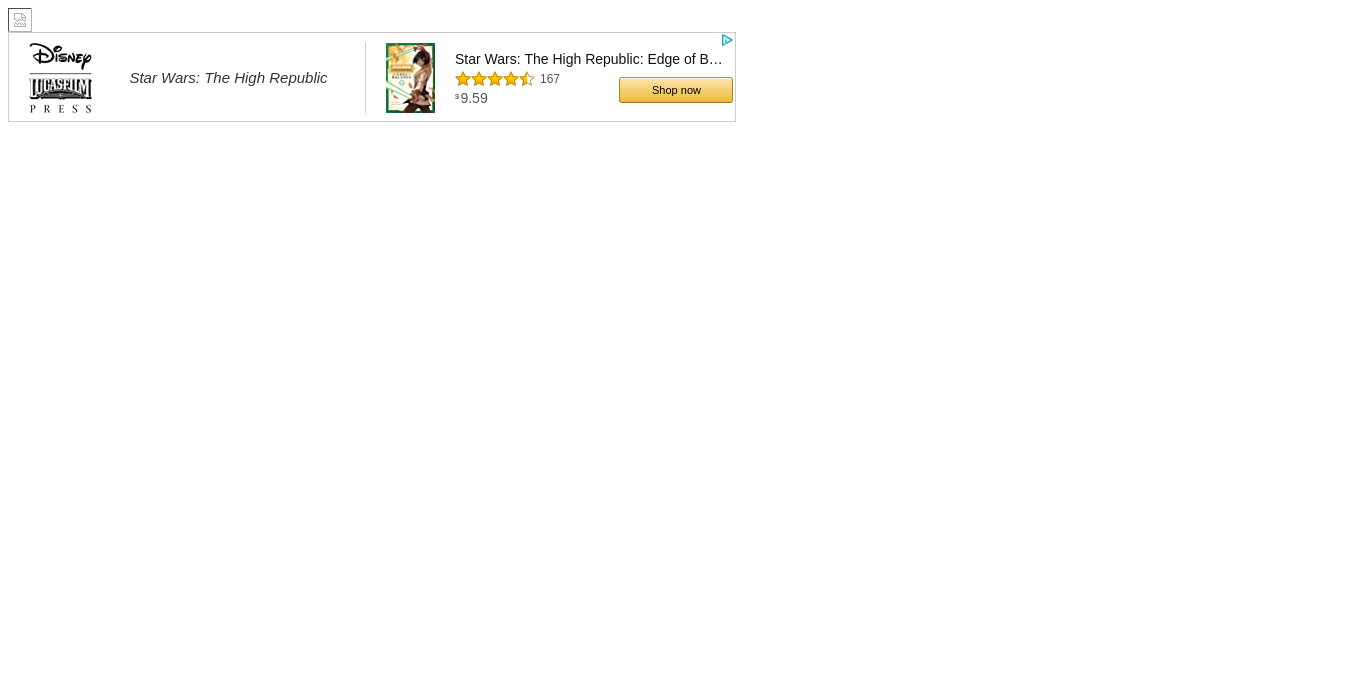 Disney
LUCASFILM
PRESS
Star Wars: The High Republic
Star Wars: The High Republic: Edge of B…
167
$9.59
Shop now